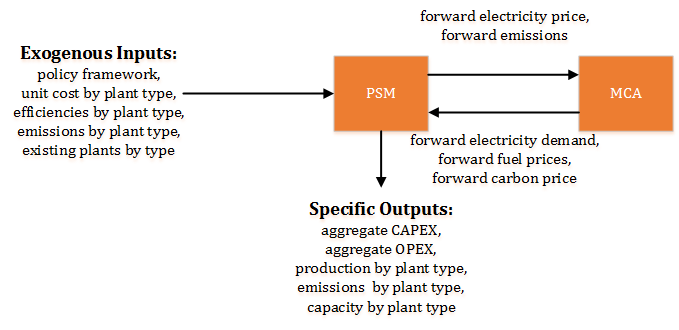 forward electricity price,
forward emissions
Exogenous Inputs:
policy framework,
unit cost by plant type,
efficiencies by plant type,
emissions by plant type,
existing plants by type
PSM
MCA
forward electricity demand,
forward fuel prices,
forward carbon price
Specific Outputs:
aggregate CAPEX,
aggregate OPEX,
production by plant type,
emissions by plant type,
capacity by plant type